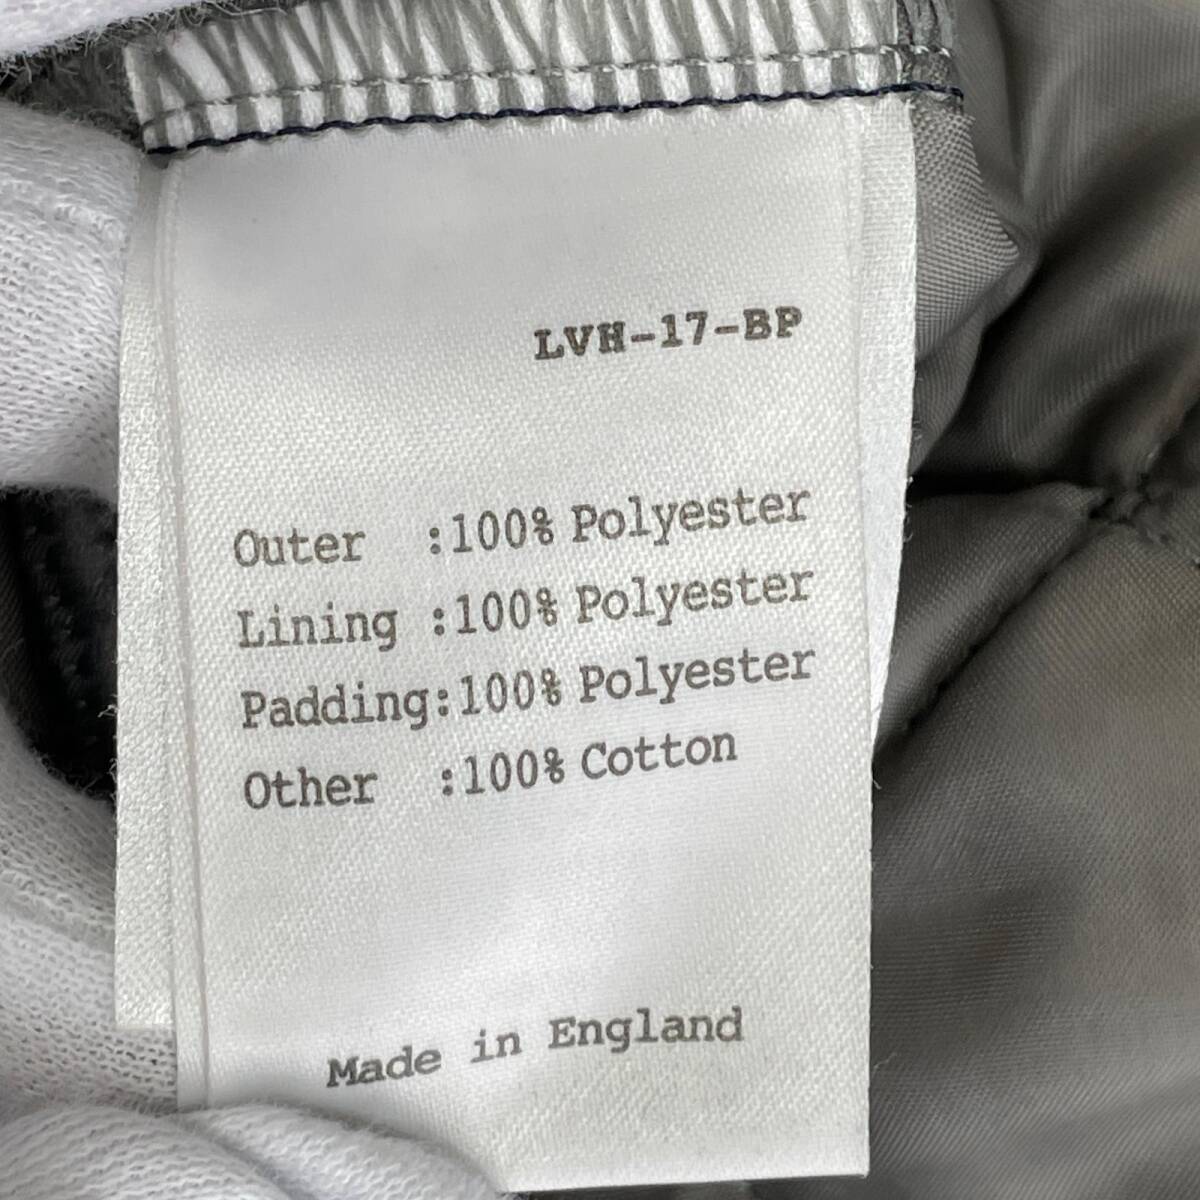 LVH-17-BP
Outer :100% Polyester
Lining :100% Polyester
Padding:100% Polyester
Other :100% Cotton
Made in England